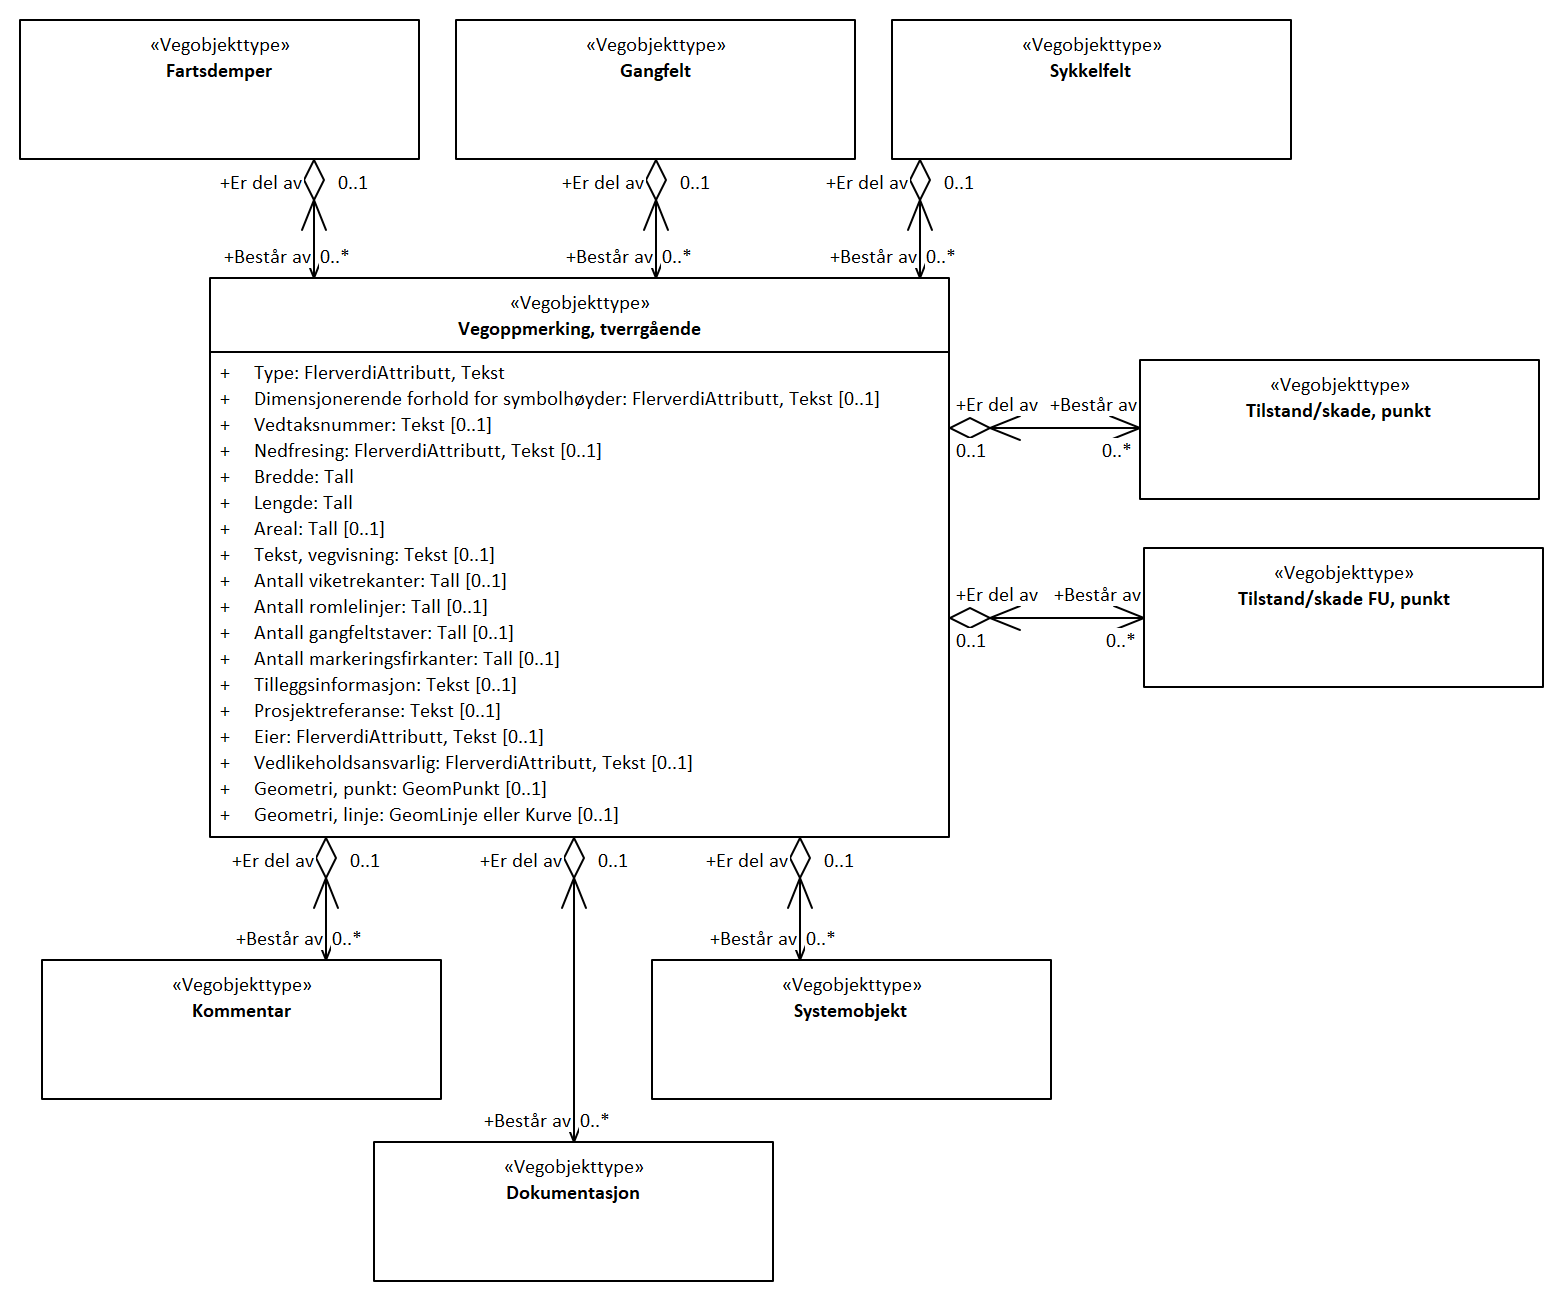 «Vegobjekttype»
Fartsdemper
«Vegobjekttype»
Gangfelt
«Vegobjekttype»
Sykkelfelt
+Er del av 0..1
+Er del av 0..1
+Er del av 0..1
+Består av 0..*
+Består av 0..*
+Består av 0..*
«Vegobjekttype»
Vegoppmerking, tverrgående
+ Type: FlerverdiAttributt, Tekst
+ Dimensjonerende forhold for symbolhøyder: FlerverdiAttributt, Tekst [0..1]
+ Vedtaksnummer: Tekst [0..1]
+ Nedfresing: FlerverdiAttributt, Tekst [0..1]
+ Bredde: Tall
+ Lengde: Tall
+ Areal: Tall [0..1]
+ Tekst, vegvisning: Tekst [0..1]
+ Antall viketrekanter: Tall [0..1]
+ Antall romlelinjer: Tall [0..1]
+ Antall gangfeltstaver: Tall [0..1]
+ Antall markeringsfirkanter: Tall [0..1]
+ Tilleggsinformasjon: Tekst [0..1]
+ Prosjektreferanse: Tekst [0..1]
+ Eier: FlerverdiAttributt, Tekst [0..1]
+ Vedlikeholdsansvarlig: FlerverdiAttributt, Tekst [0..1]
+ Geometri, punkt: GeomPunkt [0..1]
+ Geometri, linje: GeomLinje eller Kurve [0..1]
+Er del av +Består av
0..1 0..*
«Vegobjekttype»
Tilstand/skade, punkt
+Er del av +Består av
0..1 0..*
«Vegobjekttype»
Tilstand/skade FU, punkt
+Er del av 0..1
+Er del av 0..1
+Er del av 0..1
+Består av 0..*
+Består av 0..*
«Vegobjekttype»
Kommentar
«Vegobjekttype»
Systemobjekt
+Består av 0..*
«Vegobjekttype»
Dokumentasjon